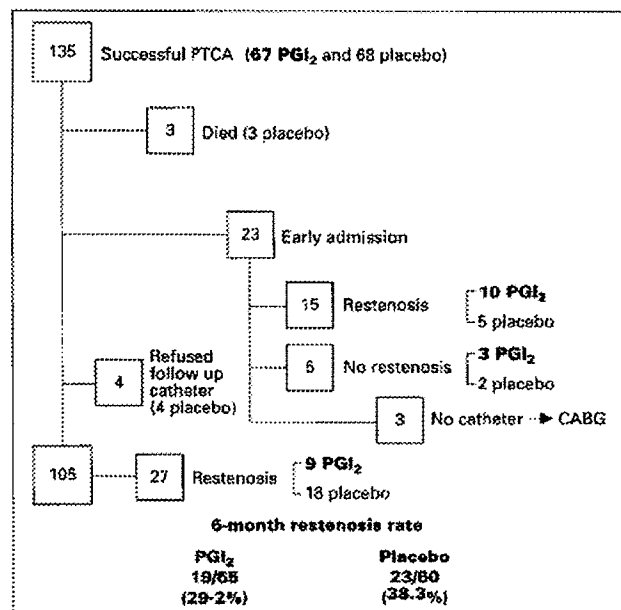 135 Successful PTCA (67 PGI₂ and 68 placebo)
3 Died (3 placebo)
23 Early admission
15 Restenosis
10 PGI₂
5 placebo
5 No restenosis
3 PGI₂
2 placebo
4 Refused
follow up
catheter
(4 placebo)
3 No catheter ➤ CABG
105
27 Restenosis
9 PGI₂
18 placebo
6-month restenosis rate
PGI₂ Placebo
19/65 23/60
(29·2%) (38.3%)